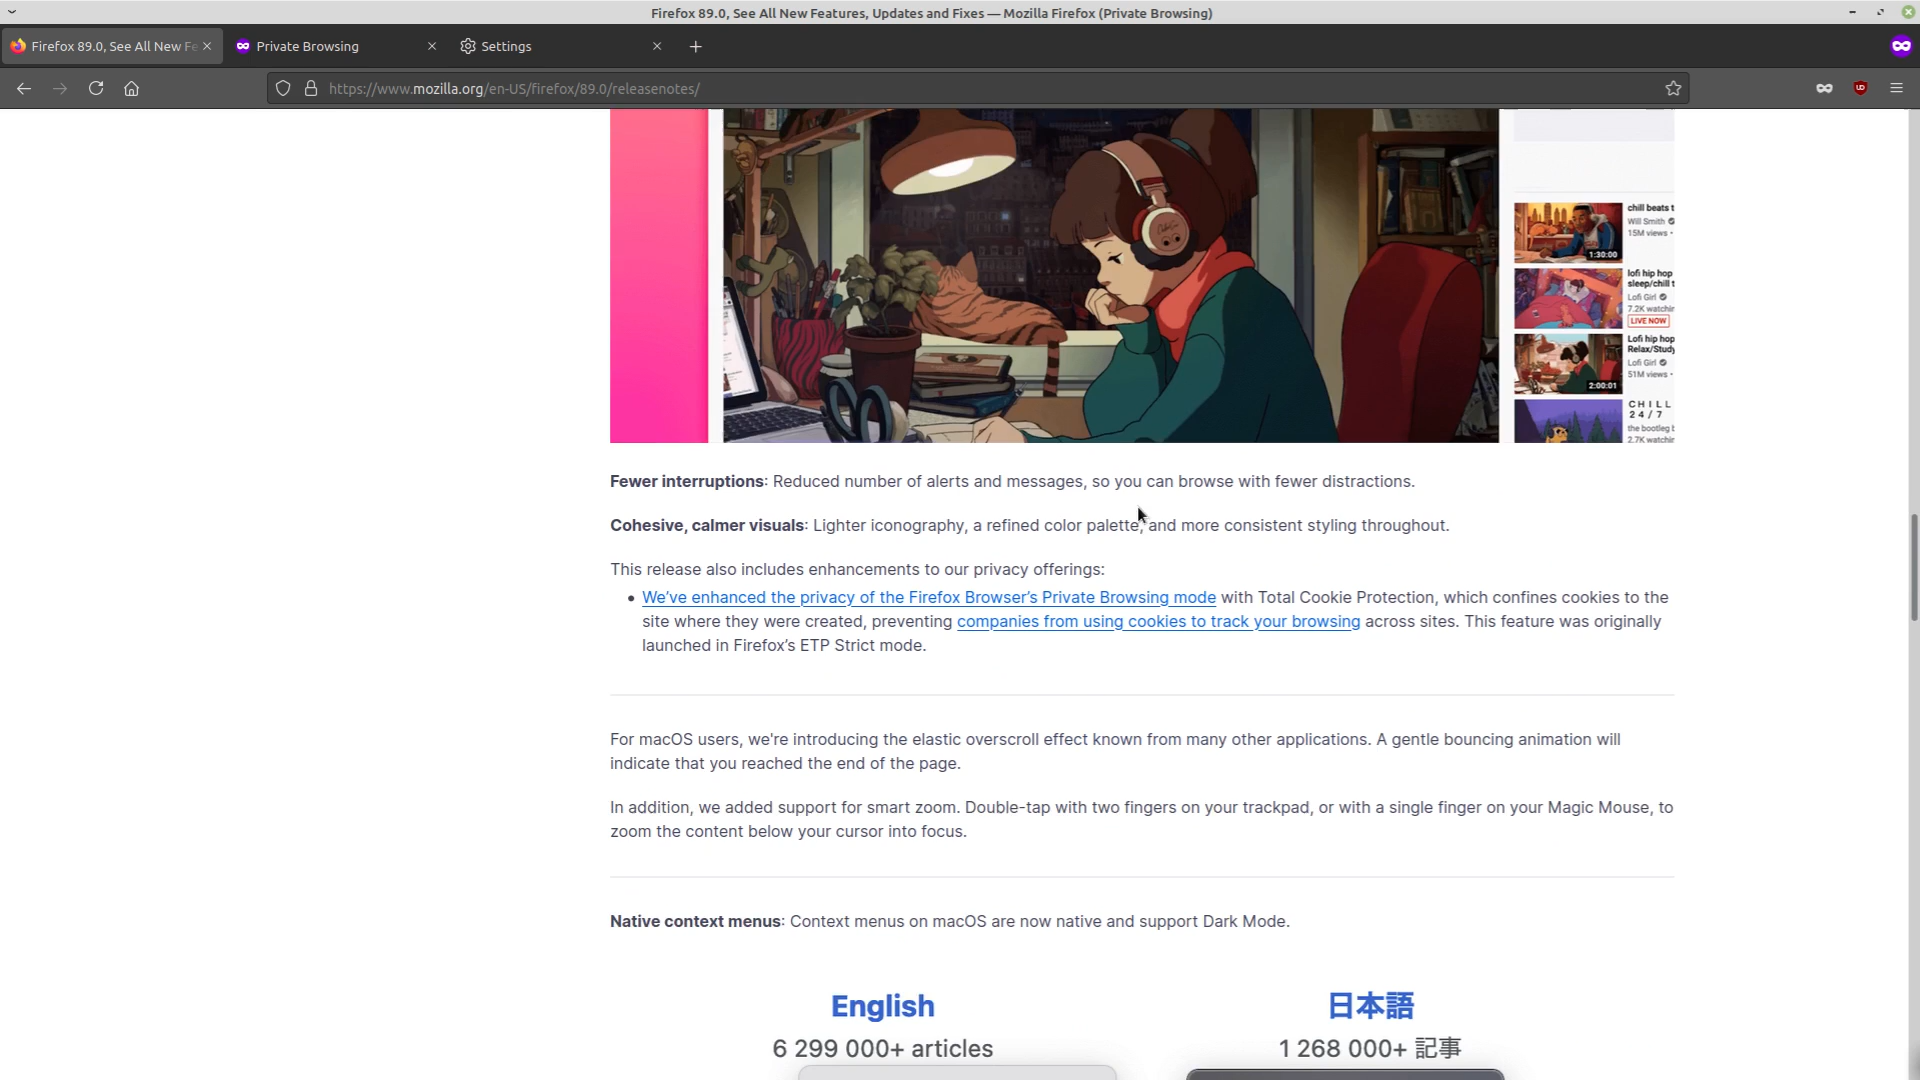 Firefox 89.0, See All New Features, Updates and Fixes — Mozilla Firefox (Private Browsing)
Firefox 89.0, See All New Fe
Private Browsing
Settings
https://www.mozilla.org/en-US/firefox/89.0/releasenotes/
chill beats t
Will Smith
15M views •
1:30:00
lofi hip hop
sleep/chill t
Lofi Girl
7.2K watchin
LIVE NOW
Lofi hip hop
Relax/Study
Lofi Girl
51M views •
2:00:01
CHILL
24/7
the bootleg b
2.7K watchin
Fewer interruptions: Reduced number of alerts and messages, so you can browse with fewer distractions.
Cohesive, calmer visuals: Lighter iconography, a refined color palette, and more consistent styling throughout.
This release also includes enhancements to our privacy offerings:
• We’ve enhanced the privacy of the Firefox Browser’s Private Browsing mode with Total Cookie Protection, which confines cookies to the
site where they were created, preventing companies from using cookies to track your browsing across sites. This feature was originally
launched in Firefox’s ETP Strict mode.
For macOS users, we're introducing the elastic overscroll effect known from many other applications. A gentle bouncing animation will
indicate that you reached the end of the page.
In addition, we added support for smart zoom. Double-tap with two fingers on your trackpad, or with a single finger on your Magic Mouse, to
zoom the content below your cursor into focus.
Native context menus: Context menus on macOS are now native and support Dark Mode.
English
日本語
6 299 000+ articles
1 268 000+ 記事